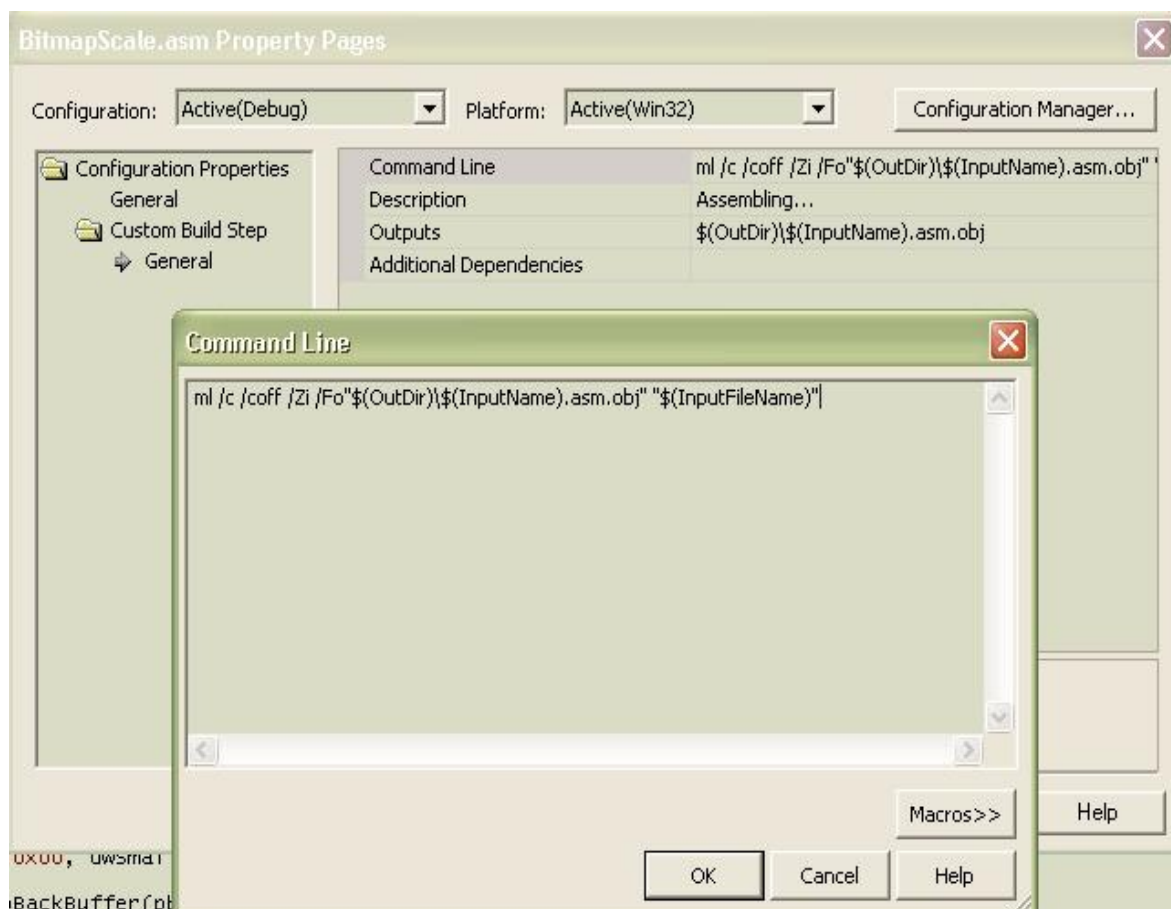 BitmapScale.asm Property Pages
Configuration: Active(Debug) Platform: Active(Win32) Configuration Manager...
Configuration Properties
General
Custom Build Step
General
Command Line ml /c /coff /Zi /Fo"$(OutDir)\$(InputName).asm.obj" "
Description Assembling...
Outputs $(OutDir)\$(InputName).asm.obj
Additional Dependencies
Command Line
ml /c /coff /Zi /Fo"$(OutDir)\$(InputName).asm.obj" "$(InputFileName)"
Macros>> Help
OK Cancel Help
0x00,
BackBuffer(